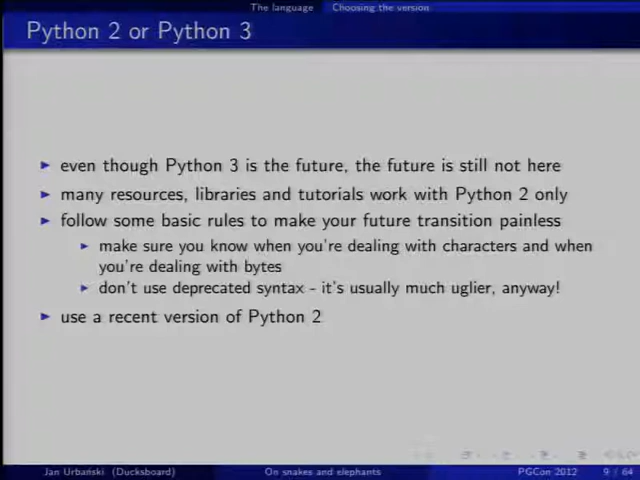 The language Choosing the version
Python 2 or Python 3
even though Python 3 is the future, the future is still not here
many resources, libraries and tutorials work with Python 2 only
follow some basic rules to make your future transition painless
make sure you know when you're dealing with characters and when
you're dealing with bytes
don't use deprecated syntax - it's usually much uglier, anyway!
use a recent version of Python 2
Jan Urbański (Ducksboard) On snakes and elephants PGCon 2012 9 / 64